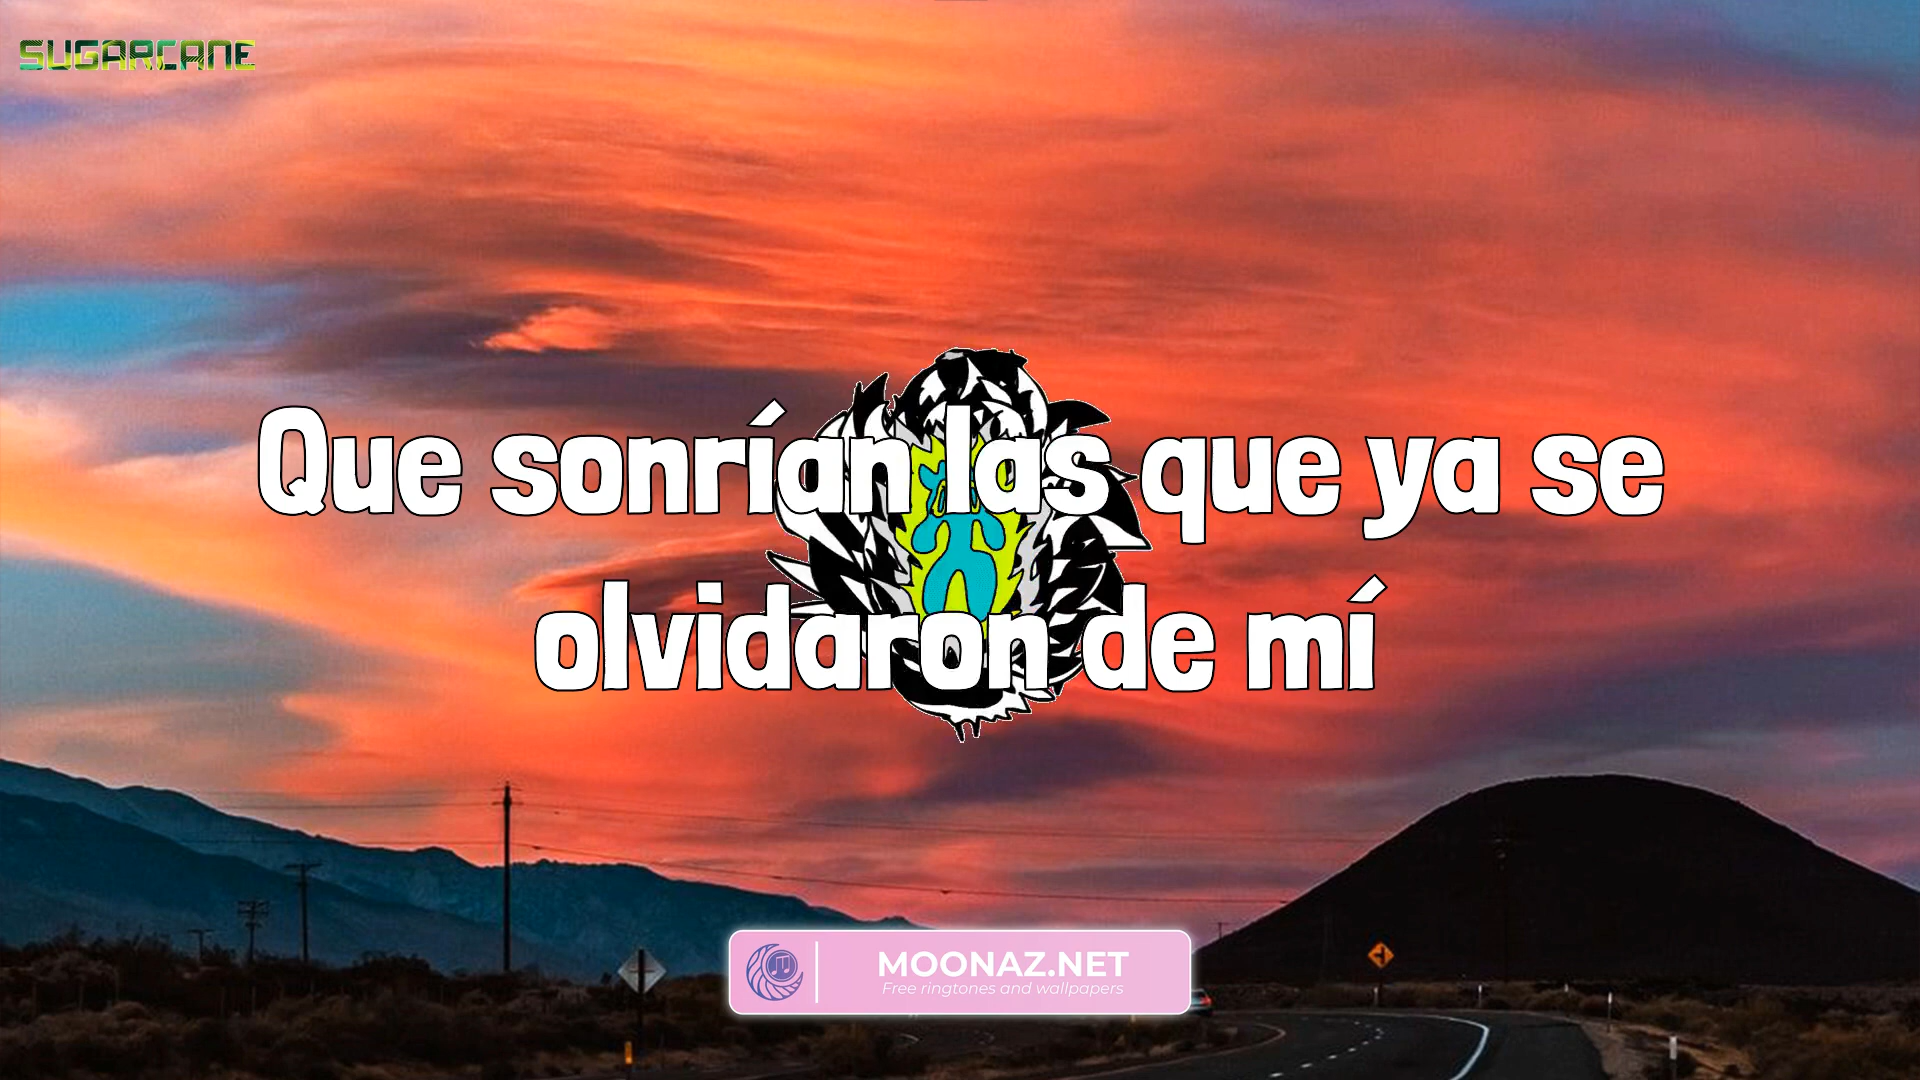 SUGARCANE
Que sonrían las que ya se
olvidaron de mí
MOONAZ.NET
Free ringtones and wallpapers